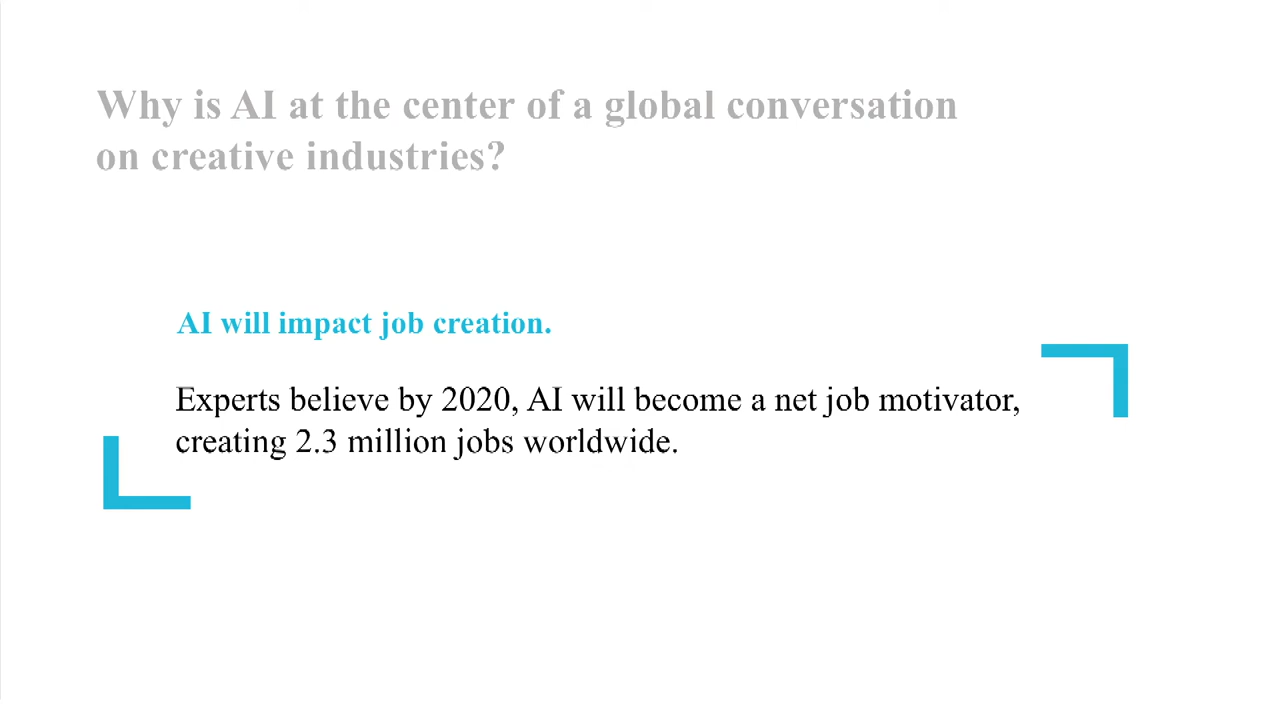 Why is AI at the center of a global conversation
on creative industries?
AI will impact job creation.
Experts believe by 2020, AI will become a net job motivator,
creating 2.3 million jobs worldwide.